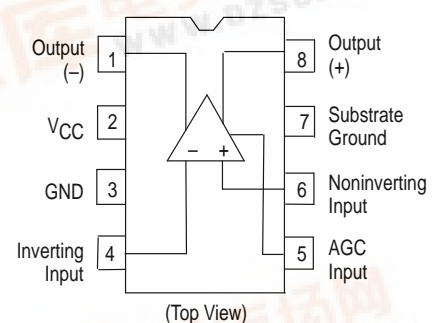 Output
(–)
1
VCC
2
GND
3
Inverting
Input
4
8
Output
(+)
7
Substrate
Ground
6
Noninverting
Input
5
AGC
Input
– +
(Top View)